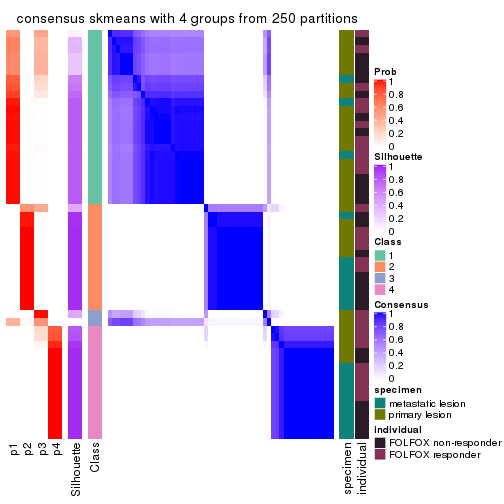 consensus skmeans with 4 groups from 250 partitions
Prob
1
0.8
0.6
0.4
0.2
0
Silhouette
1
0.8
0.6
0.4
0.2
0
Class
1
2
3
4
Consensus
1
0.8
0.6
0.4
0.2
0
specimen
metastatic lesion
primary lesion
individual
FOLFOX non-responder
FOLFOX responder
p1
p2
p3
p4
Silhouette
Class
specimen
individual